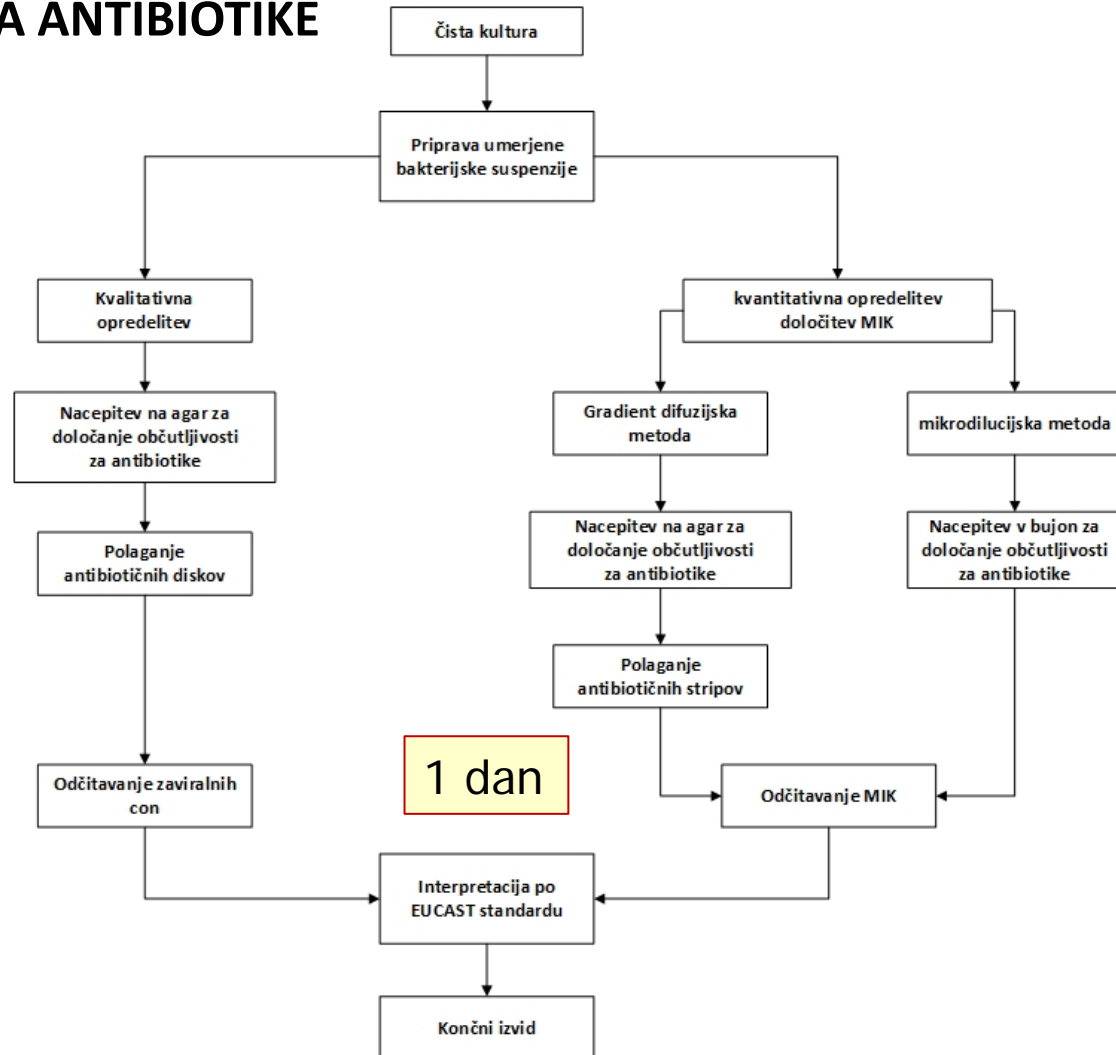 A ANTIBIOTIKE
Čista kultura
Priprava umerjene
bakterijske suspenzije
Kvalitativna
opredelitev
kvantitativna opredelitev
določitev MIK
Nacepitev na agar za
določanje občutljivosti
za antibiotike
Gradient difuzijska
metoda
mikrodilucijska metoda
Polaganje
antibiotičnih diskov
Nacepitev na agar za
določanje občutljivosti
za antibiotike
Nacepitev v bujon za
določanje občutljivosti
za antibiotike
Polaganje
antibiotičnih stripov
Odčitavanje zaviralnih
con
1 dan
Odčitavanje MIK
Interpretacija po
EUCAST standardu
Končni izvid